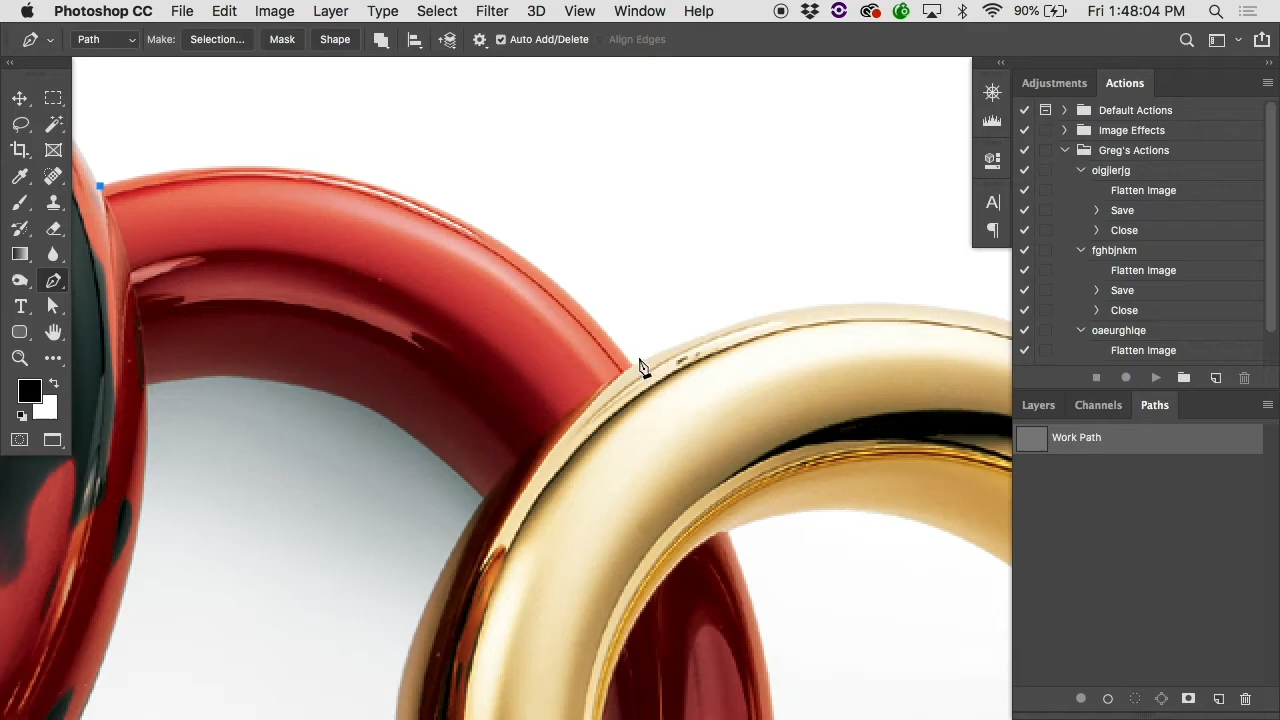 Photoshop CC File Edit Image Layer Type Select Filter 3D View Window Help 90% Fri 1:48:04 PM
Path Make: Selection... Mask Shape Auto Add/Delete Align Edges
Adjustments Actions
Default Actions
Image Effects
Greg's Actions
olgjlerjg
Flatten Image
Save
Close
fghbjnkm
Flatten Image
Save
Close
oaeurghlqe
Flatten Image
Layers Channels Paths
Work Path